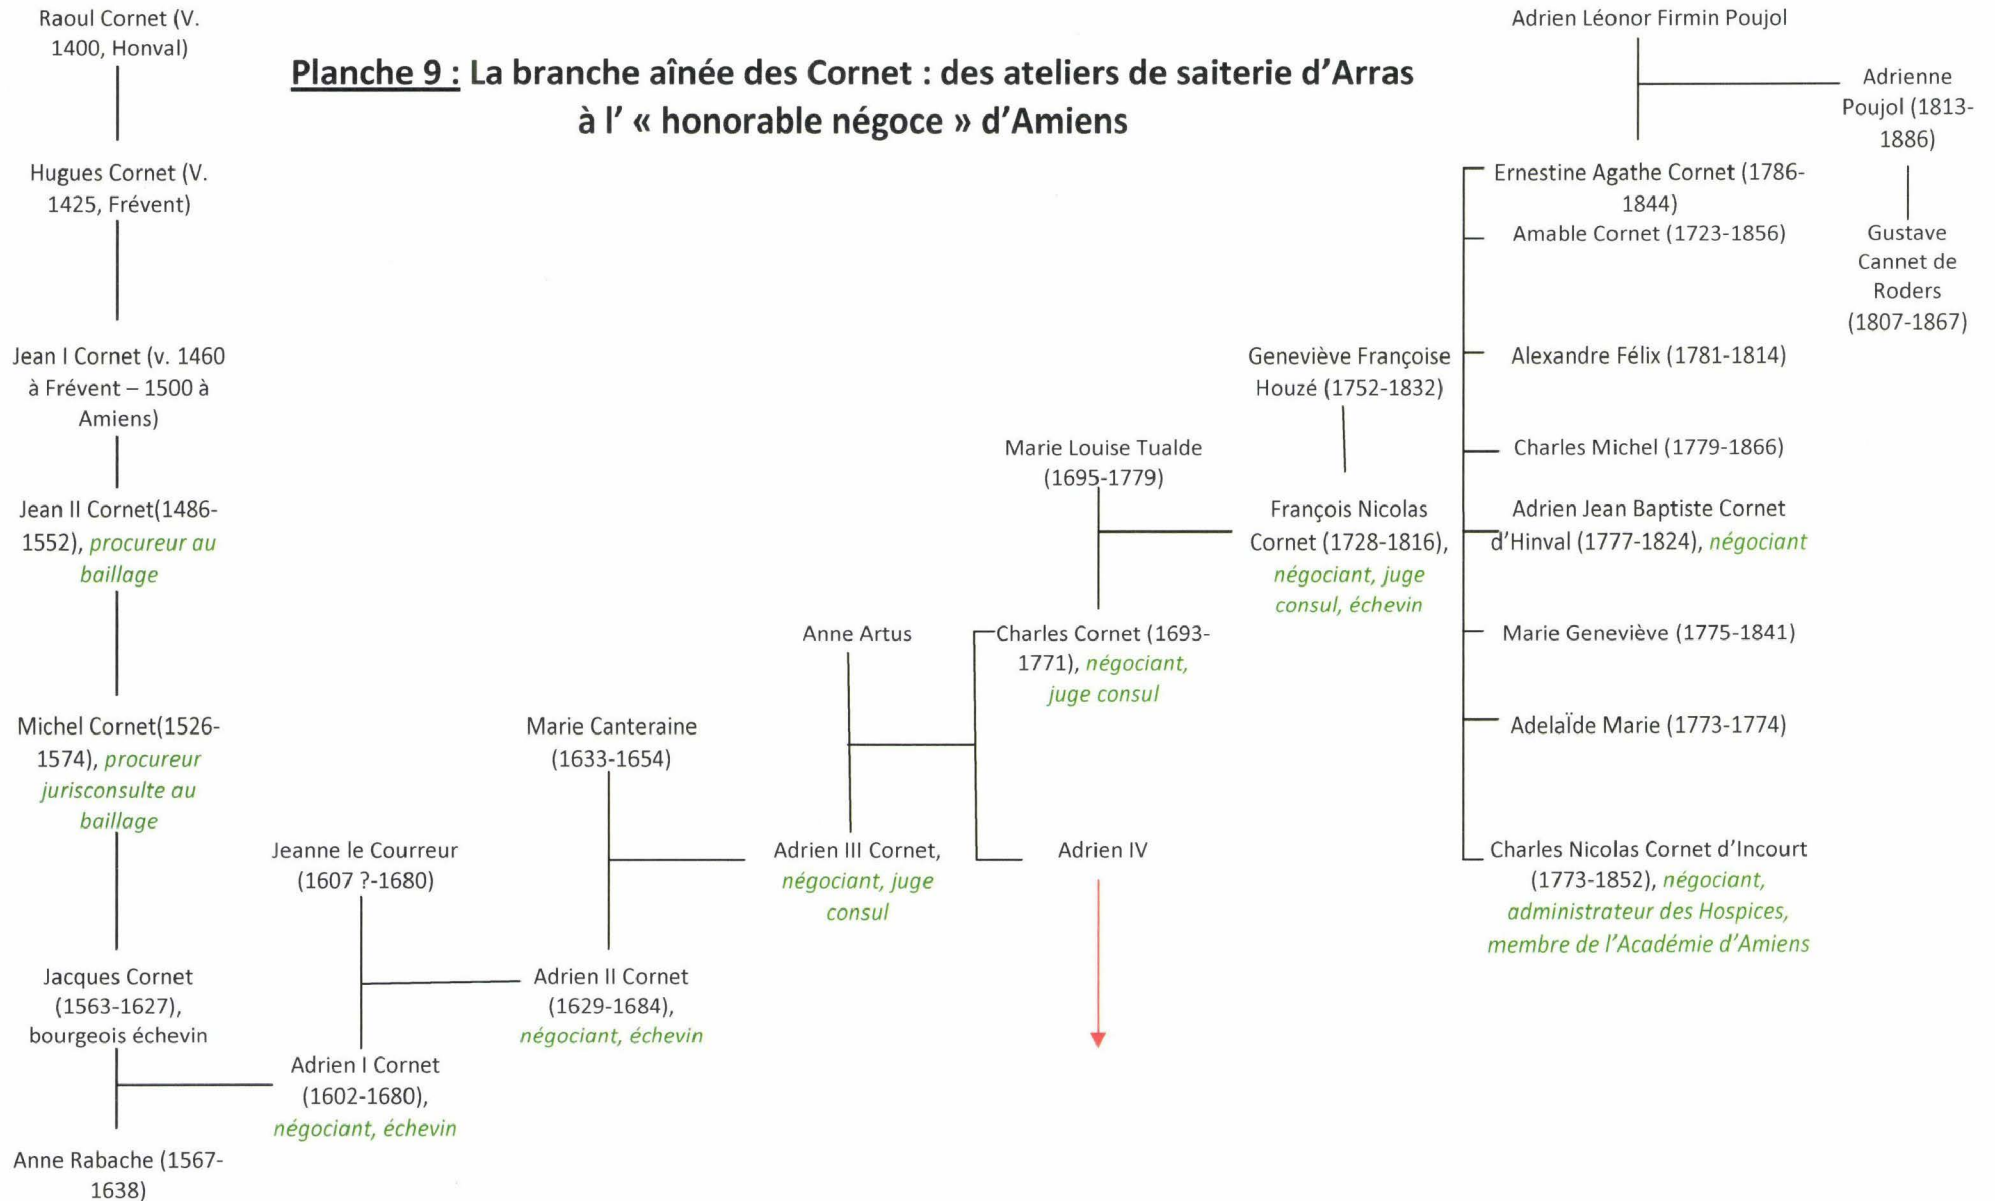 Planche 9 : La branche aînée des Cornet : des ateliers de saiterie d'Arras
à l' « honorable négoce » d'Amiens
Raoul Cornet (V.
1400, Honval)
Hugues Cornet (V.
1425, Frévent)
Jean I Cornet (v. 1460
à Frévent – 1500 à
Amiens)
Jean II Cornet(1486-
1552), procureur au
baillage
Michel Cornet(1526-
1574), procureur
jurisconsulte au
baillage
Jacques Cornet
(1563-1627),
bourgeois échevin
Anne Rabache (1567-
1638)
Jeanne le Courreur
(1607 ?-1680)
Adrien I Cornet
(1602-1680),
négociant, échevin
Marie Canteraine
(1633-1654)
Adrien II Cornet
(1629-1684),
négociant, échevin
Anne Artus
Adrien III Cornet,
négociant, juge
consul
Marie Louise Tualde
(1695-1779)
Charles Cornet (1693-
1771), négociant,
juge consul
Adrien IV
Geneviève Françoise
Houzé (1752-1832)
François Nicolas
Cornet (1728-1816),
négociant, juge
consul, échevin
Adrien Léonor Firmin Poujol
Ernestine Agathe Cornet (1786-
1844)
Amable Cornet (1723-1856)
Alexandre Félix (1781-1814)
Charles Michel (1779-1866)
Adrien Jean Baptiste Cornet
d'Hinval (1777-1824), négociant
Marie Geneviève (1775-1841)
Adelaïde Marie (1773-1774)
Charles Nicolas Cornet d'Incourt
(1773-1852), négociant,
administrateur des Hospices,
membre de l'Académie d'Amiens
Adrienne
Poujol (1813-
1886)
Gustave
Cannet de
Roders
(1807-1867)